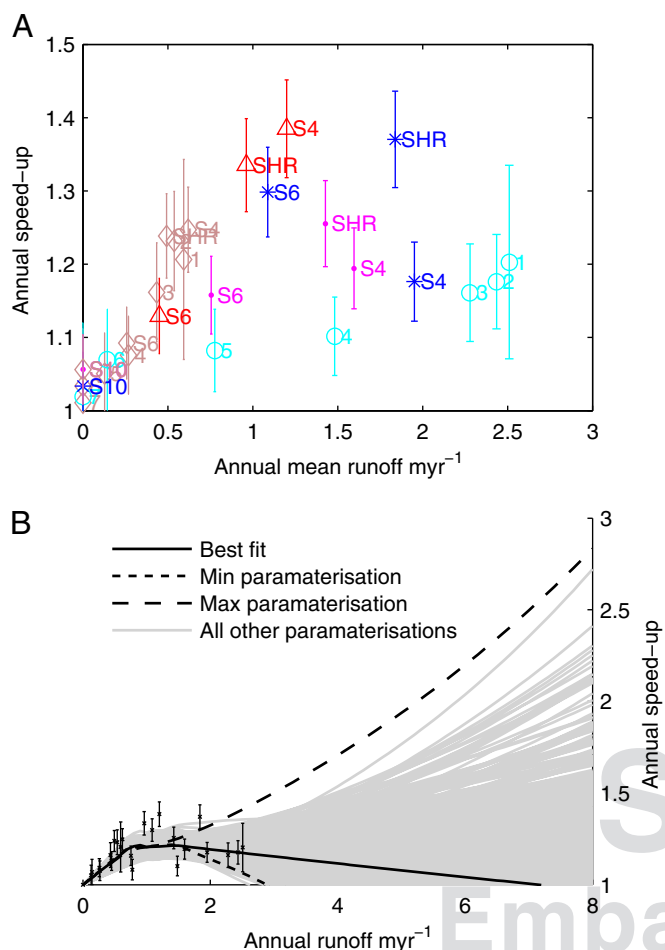 A
1.5
1.4
1.3
1.2
1.1
1
Annual speed-up
S4
SHR
SHR
S6
SHR
S4
S4
1
2
3
S4
2
1
3
S6
S6
S6
4
6
5
4
S10
0 0.5 1 1.5 2 2.5 3
Annual mean runoff myr⁻¹
B
Best fit
Min paramaterisation
Max paramaterisation
All other paramaterisations
3
2.5
2
1.5
1
Annual speed-up
0 2 4 6 8
Annual runoff myr⁻¹
S
Emba